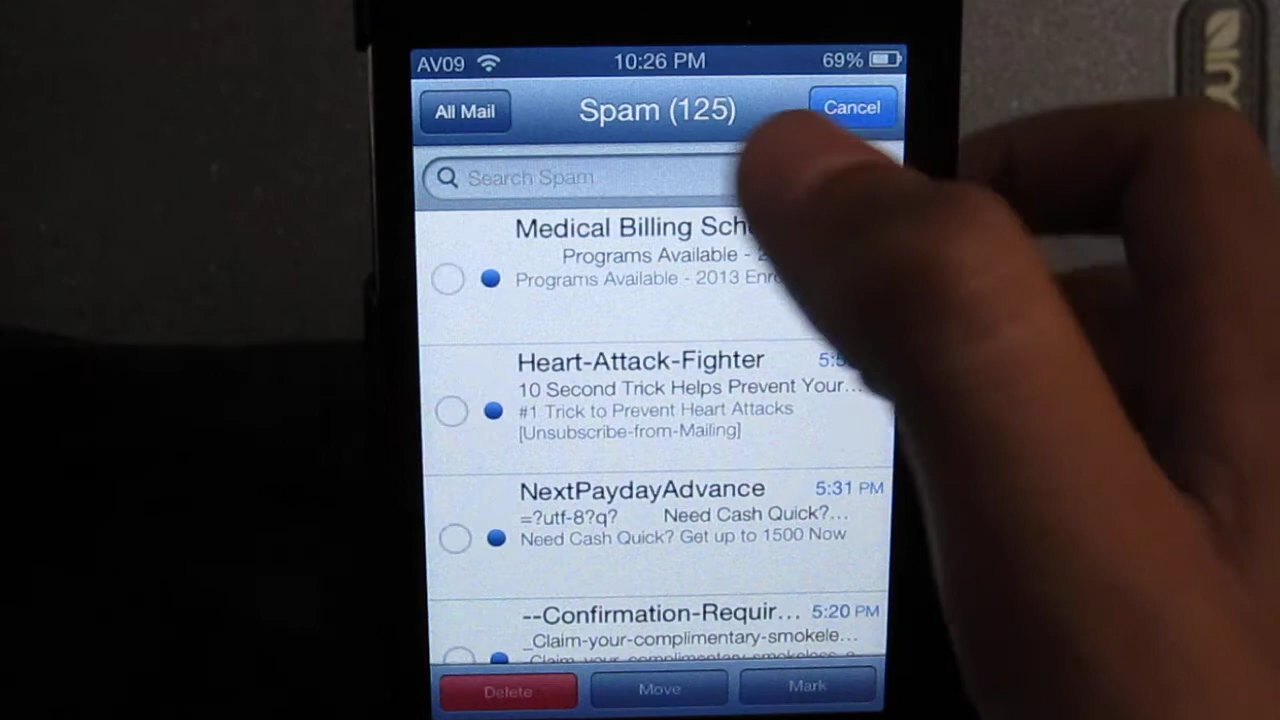 AV09 10:26 PM 69%
All Mail Spam (125) Cancel
Search Spam
Medical Billing
Programs Available -
Programs Available - 2013
Heart-Attack-Fighter
10 Second Trick Helps Prevent Your...
#1 Trick to Prevent Heart Attacks
[Unsubscribe-from-Mailing]
NextPaydayAdvance 5:31 PM
=?utf-8?q? Need Cash Quick?...
Need Cash Quick? Get up to 1500 Now
--Confirmation-Requir... 5:20 PM
_Claim-your-complimentary-smokele...
Delete Move Mark